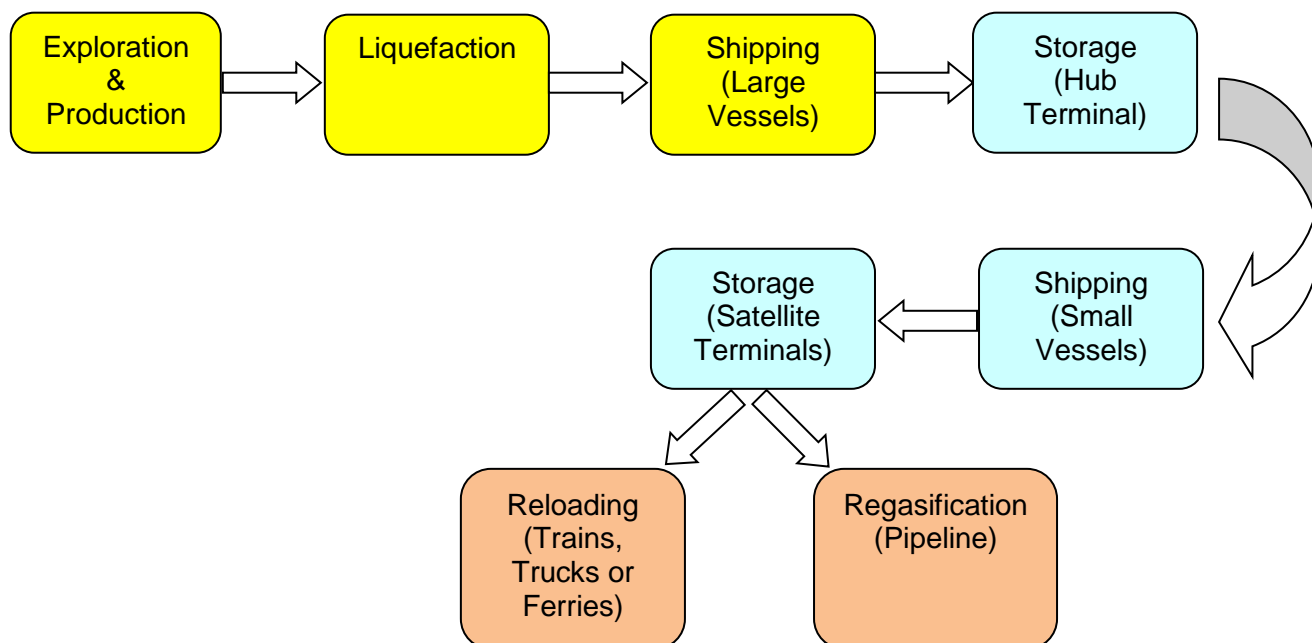 Exploration
&
Production
Liquefaction
Shipping
(Large
Vessels)
Storage
(Hub
Terminal)
Storage
(Satellite
Terminals)
Shipping
(Small
Vessels)
Reloading
(Trains,
Trucks or
Ferries)
Regasification
(Pipeline)